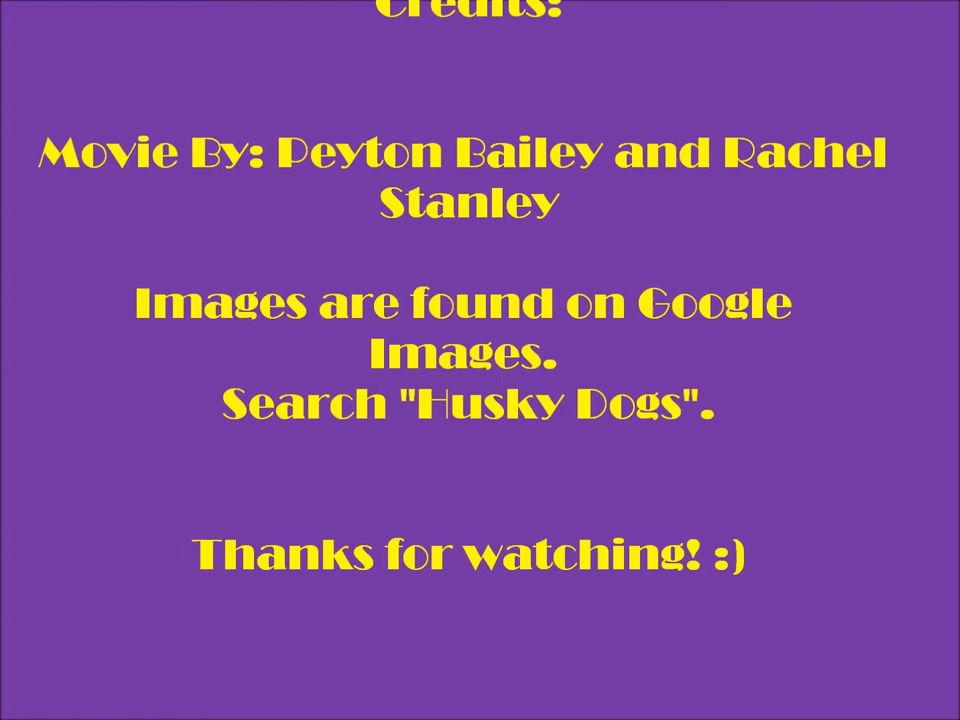 Credits:
Movie By: Peyton Bailey and Rachel
Stanley
Images are found on Google
Images.
Search "Husky Dogs".
Thanks for watching! :)